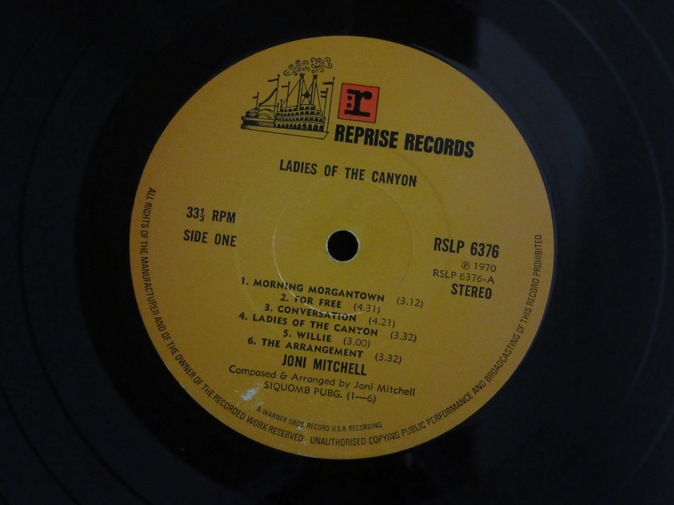 r
REPRISE RECORDS
LADIES OF THE CANYON
33⅓ RPM
SIDE ONE
RSLP 6376
℗ 1970
RSLP 6376-A
STEREO
1. MORNING MORGANTOWN (3.12)
2. FOR FREE (4.31)
3. CONVERSATION (4.21)
4. LADIES OF THE CANYON (3.32)
5. WILLIE (3.00)
6. THE ARRANGEMENT (3.32)
JONI MITCHELL
Composed & Arranged by Joni Mitchell
SIQUOMB PUBG. (1—6)
A WARNER BROS RECORD U.S.A RECORDING
ALL RIGHTS OF THE MANUFACTURER AND OF THE OWNER OF THE RECORDED WORK RESERVED. UNAUTHORISED COPYING PUBLIC PERFORMANCE AND BROADCASTING OF THIS RECORD PROHIBITED